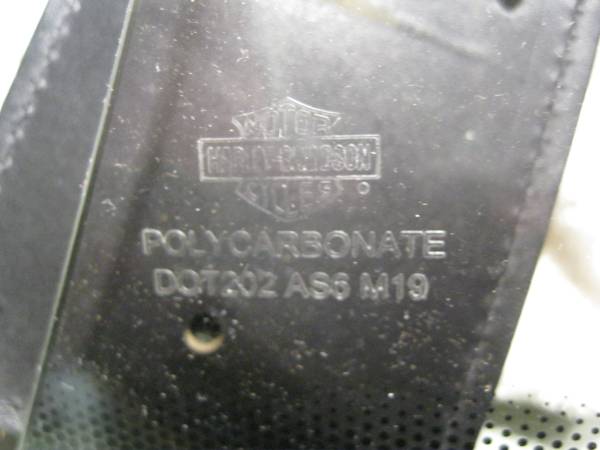 MOTOR
HARLEY-DAVIDSON
CYCLES
POLYCARBONATE
DOT202 AS6 M19